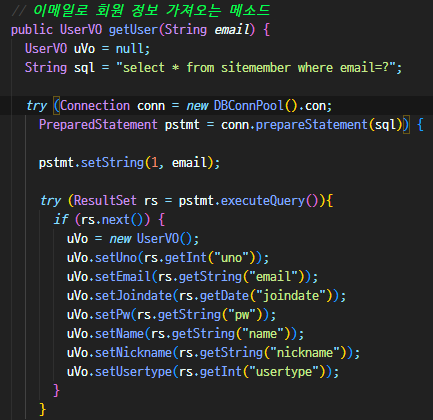 // 이메일로 회원 정보 가져오는 메소드
public UserVO getUser(String email) {
UserVO uVo = null;
String sql = "select * from sitemember where email=?";
try (Connection conn = new DBConnPool().con;
PreparedStatement pstmt = conn.prepareStatement(sql)) {
pstmt.setString(1, email);
try (ResultSet rs = pstmt.executeQuery()){
if (rs.next()) {
uVo = new UserVO();
uVo.setUno(rs.getInt("uno"));
uVo.setEmail(rs.getString("email"));
uVo.setJoindate(rs.getDate("joindate"));
uVo.setPw(rs.getString("pw"));
uVo.setName(rs.getString("name"));
uVo.setNickname(rs.getString("nickname"));
uVo.setUsertype(rs.getInt("usertype"));
}
}